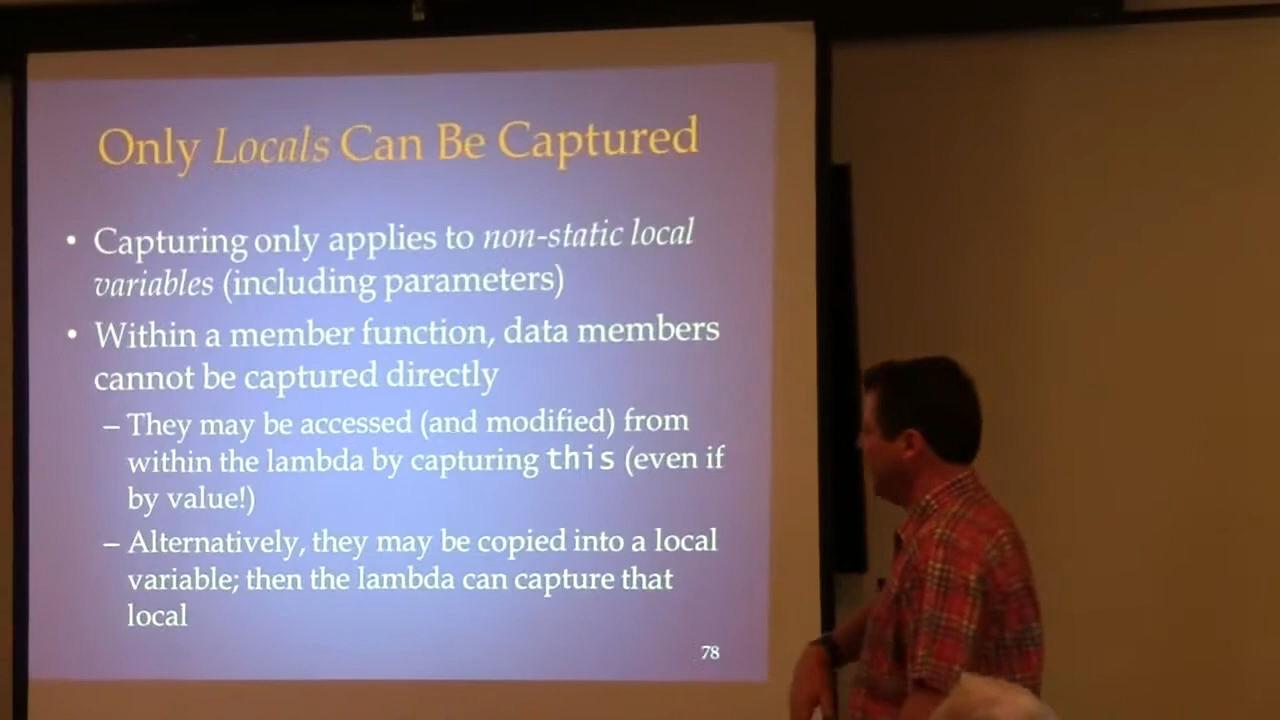 Only Locals Can Be Captured
• Capturing only applies to non-static local
variables (including parameters)
• Within a member function, data members
cannot be captured directly
– They may be accessed (and modified) from
within the lambda by capturing this (even if
by value!)
– Alternatively, they may be copied into a local
variable; then the lambda can capture that
local
78